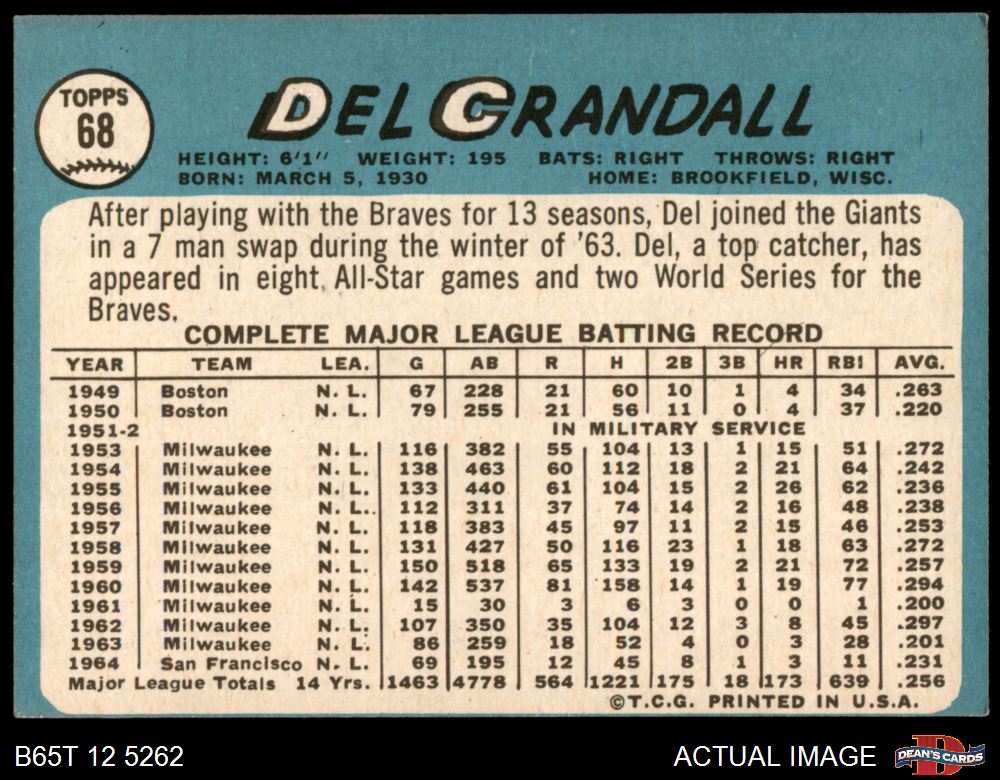 TOPPS
68
DEL CRANDALL
HEIGHT: 6'1" WEIGHT: 195 BATS: RIGHT THROWS: RIGHT
BORN: MARCH 5, 1930 HOME: BROOKFIELD, WISC.
After playing with the Braves for 13 seasons, Del joined the Giants
in a 7 man swap during the winter of '63. Del, a top catcher, has
appeared in eight All-Star games and two World Series for the
Braves.
COMPLETE MAJOR LEAGUE BATTING RECORD
YEAR TEAM LEA. G AB R H 2B 3B HR RBI AVG.
1949 Boston N. L. 67 228 21 60 10 1 4 34 .263
1950 Boston N. L. 79 255 21 56 11 0 4 37 .220
1951-2 IN MILITARY SERVICE
1953 Milwaukee N. L. 116 382 55 104 13 1 15 51 .272
1954 Milwaukee N. L. 138 463 60 112 18 2 21 64 .242
1955 Milwaukee N. L. 133 440 61 104 15 2 26 62 .236
1956 Milwaukee N. L. 112 311 37 74 14 2 16 48 .238
1957 Milwaukee N. L. 118 383 45 97 11 2 15 46 .253
1958 Milwaukee N. L. 131 427 50 116 23 1 18 63 .272
1959 Milwaukee N. L. 150 518 65 133 19 2 21 72 .257
1960 Milwaukee N. L. 142 537 81 158 14 1 19 77 .294
1961 Milwaukee N. L. 15 30 3 6 3 0 0 1 .200
1962 Milwaukee N. L. 107 350 35 104 12 3 8 45 .297
1963 Milwaukee N. L. 86 259 18 52 4 0 3 28 .201
1964 San Francisco N. L. 69 195 12 45 8 1 3 11 .231
Major League Totals 14 Yrs. 1463 4778 564 1221 175 18 173 639 .256
©T.C.G. PRINTED IN U.S.A.
B65T 12 5262 ACTUAL IMAGE DEAN'S CARDS